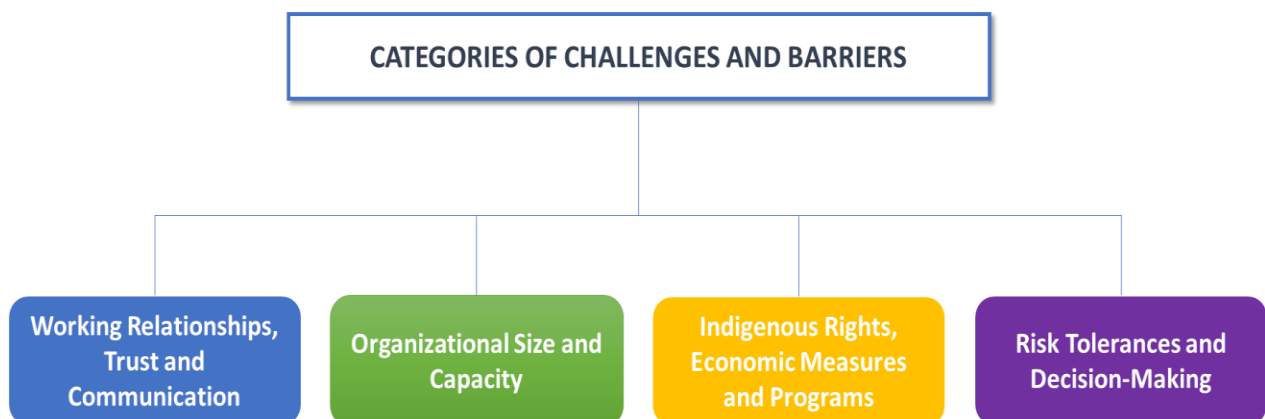 CATEGORIES OF CHALLENGES AND BARRIERS
Working Relationships,
Trust and
Communication
Organizational Size and
Capacity
Indigenous Rights,
Economic Measures
and Programs
Risk Tolerances and
Decision-Making